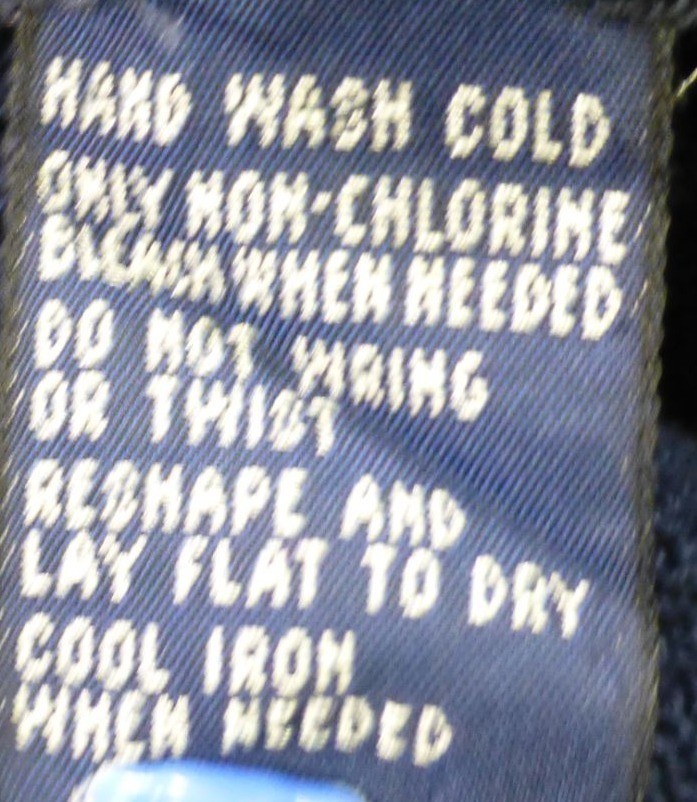 HAND WASH COLD
ONLY NON-CHLORINE
BLEACH WHEN NEEDED
DO NOT WRING
OR TWIST
RESHAPE AND
LAY FLAT TO DRY
COOL IRON
WHEN NEEDED